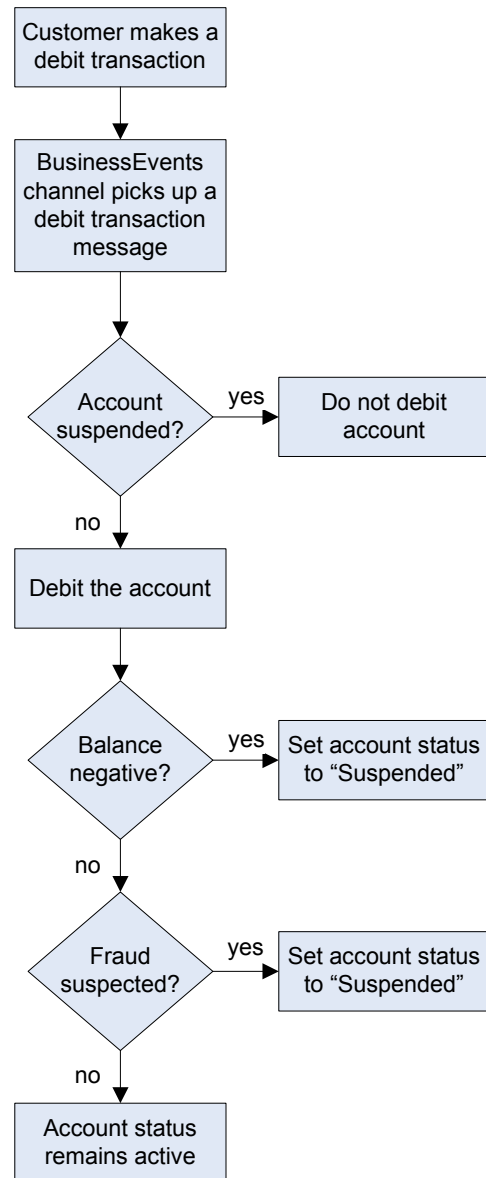 Customer makes a
debit transaction
BusinessEvents
channel picks up a
debit transaction
message
Account
suspended?
yes
Do not debit
account
no
Debit the account
Balance
negative?
yes
Set account status
to “Suspended”
no
Fraud
suspected?
yes
Set account status
to “Suspended”
no
Account status
remains active